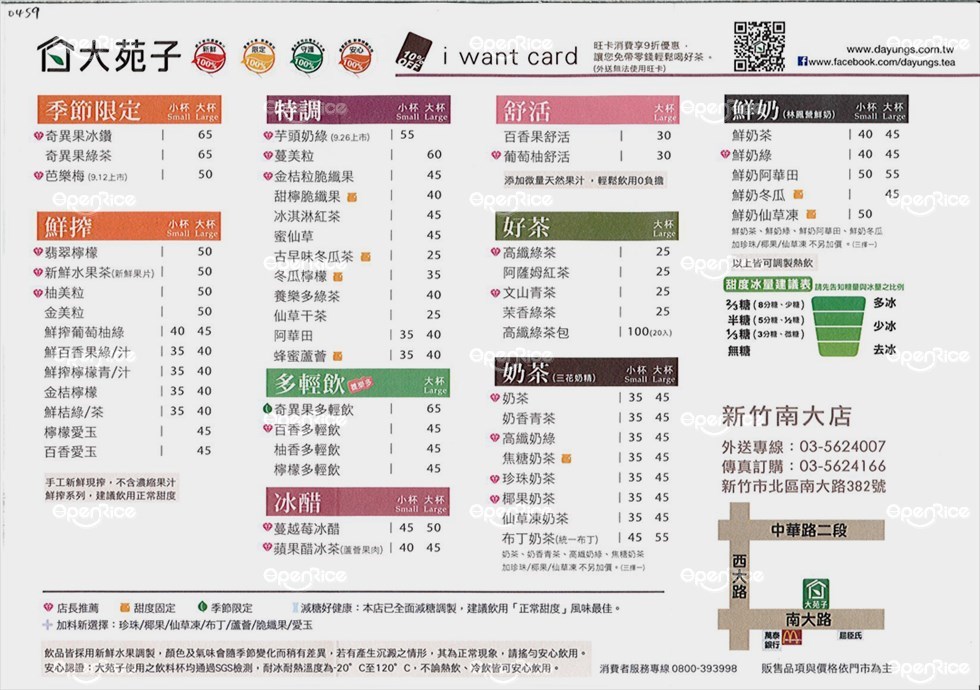 0459
大苑子
新鮮 100%
限定 100%
守護 100%
安心 100%
10% OFF
i want card
旺卡消費享9折優惠,
讓您免帶零錢輕鬆喝好茶。
(外送無法使用旺卡)
www.dayungs.com.tw
www.facebook.com/dayungs.tea
季節限定 小杯 Small 大杯 Large
奇異果冰鑽 | 65
奇異果綠茶 | 65
芭樂梅(9.12上市) | 50
鮮搾 小杯 Small 大杯 Large
翡翠檸檬 | 50
新鮮水果茶(新鮮果片) | 50
柚美粒 | 50
金美粒 | 50
鮮搾葡萄柚綠 | 40 45
鮮百香果綠/汁 | 35 40
鮮搾檸檬青/汁 | 35 40
金桔檸檬 | 35 40
鮮桔綠/茶 | 35 40
檸檬愛玉 | 45
百香愛玉 | 45
手工新鮮現搾,不含濃縮果汁
鮮搾系列,建議飲用正常甜度
特調 小杯 Small 大杯 Large
芋頭奶綠(9.26上市) | 55
蔓美粒 | 60
金桔粒脆纖果 | 45
甜檸脆纖果 | 40
冰淇淋紅茶 | 45
蜜仙草 | 45
古早味冬瓜茶 | 25
冬瓜檸檬 | 35
養樂多綠茶 | 40
仙草干茶 | 25
阿華田 | 35 40
蜂蜜蘆薈 | 35 40
多輕飲 大杯 Large
奇異果多輕飲 | 65
百香多輕飲 | 45
柚香多輕飲 | 45
檸檬多輕飲 | 45
冰醋 小杯 Small 大杯 Large
蔓越莓冰醋 | 45 50
蘋果醋冰茶(蘆薈果肉) | 40 45
舒活 大杯 Large
百香果舒活 | 30
葡萄柚舒活 | 30
添加微量天然果汁,輕鬆飲用0負擔
好茶 大杯 Large
高纖綠茶 | 25
阿薩姆紅茶 | 25
文山青茶 | 25
茉香綠茶 | 25
高纖綠茶包 | 100(20入)
奶茶(三花奶精) 小杯 Small 大杯 Large
奶茶 | 35 45
奶香青茶 | 35 45
高纖奶綠 | 35 45
焦糖奶茶 | 35 45
珍珠奶茶 | 35 45
椰果奶茶 | 35 45
仙草凍奶茶 | 35 45
布丁奶茶(統一布丁) | 45 55
奶茶、奶香青茶、高纖奶綠、焦糖奶茶
加珍珠/椰果/仙草凍 不另加價。(三擇一)
鮮奶(林鳳營鮮奶) 小杯 Small 大杯 Large
鮮奶茶 | 40 45
鮮奶綠 | 40 45
鮮奶阿華田 | 50 55
鮮奶冬瓜 45
鮮奶仙草凍 | 50
鮮奶茶、鮮奶綠、鮮奶阿華田、鮮奶冬瓜
加珍珠/椰果/仙草凍 不另加價。(三擇一)
以上皆可調製熱飲
甜度冰量建議表 請先告知糖量與冰量之比例
⅔糖(8分糖、少糖)
半糖(5分糖、½糖)
⅓糖(3分糖、微糖)
無糖
多冰
少冰
去冰
新竹南大店
外送專線:03-5624007
傳真訂購:03-5624166
新竹市北區南大路382號
中華路二段
西大路
大苑子
南大路
萬泰銀行
屈臣氏
店長推薦 甜度固定 季節限定 減糖好健康:本店已全面減糖調製,建議飲用「正常甜度」風味最佳。
加料新選擇:珍珠/椰果/仙草凍/布丁/蘆薈/脆纖果/愛玉
飲品皆採用新鮮水果調製,顏色及氣味會隨季節變化而稍有差異,若有產生沉澱之情形,其為正常現象,請搖勻安心飲用。
安心認證:大苑子使用之飲料杯均通過SGS檢測,耐冰耐熱溫度為-20°C至120°C,不論熱飲、冷飲皆可安心飲用。
消費者服務專線0800-393998
販售品項與價格依門市為主